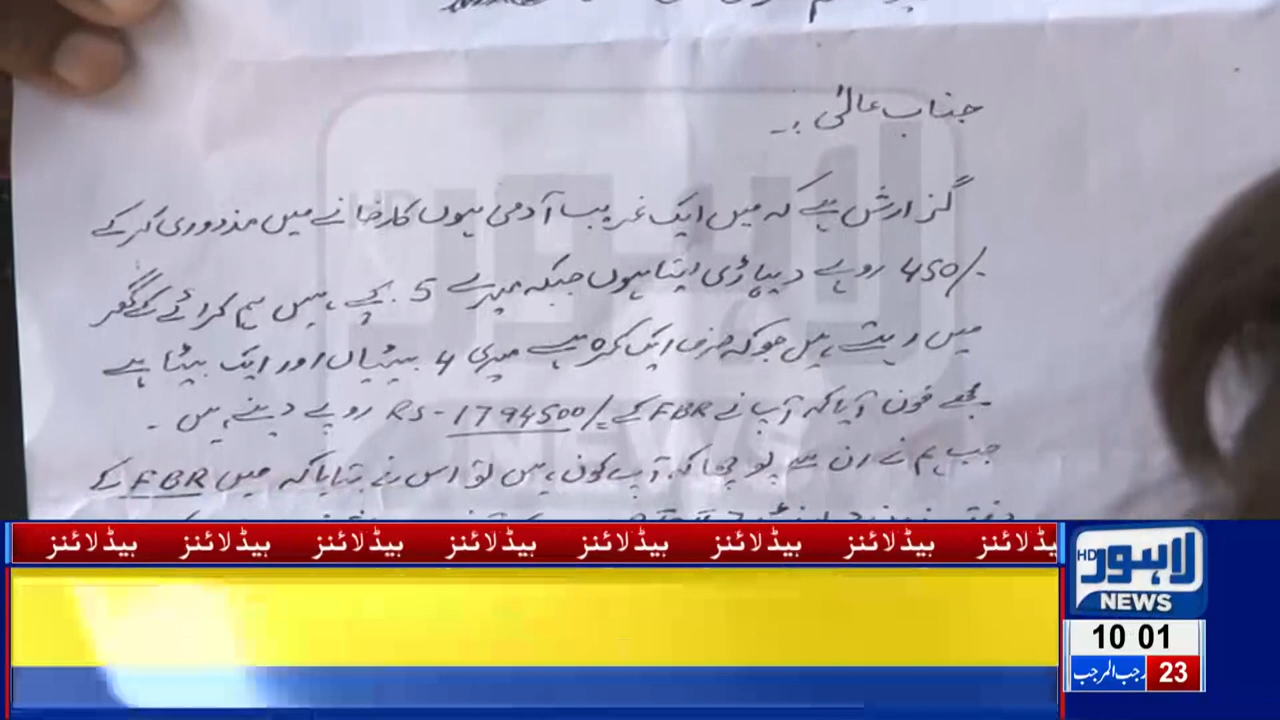 جناب عالیٰ :۔
گزارش ہے کہ میں ایک غریب آدمی ہوں کارخانے میں مزدوری کر کے
450/- روپے دیہاڑی لیتا ہوں جبکہ میرے 5 بچے ہیں ہم کرائے کے گھر
میں رہتے ہیں جو کہ صرف ایک کمرہ ہے میری 4 بیٹیاں اور ایک بیٹا ہے
مجھے فون آیا کہ آپ نے FBR کے Rs-1794500/= روپے دینے ہیں ۔
جب ہم نے ان سے پوچھا کہ آپ کون ہیں تو اس نے بتایا کہ میں FBR کے
ہیڈلائنز ہیڈلائنز ہیڈلائنز ہیڈلائنز ہیڈلائنز ہیڈلائنز ہیڈلائنز ہیڈلائنز
لاہور HD
NEWS
10 01
23 رجب المرجب